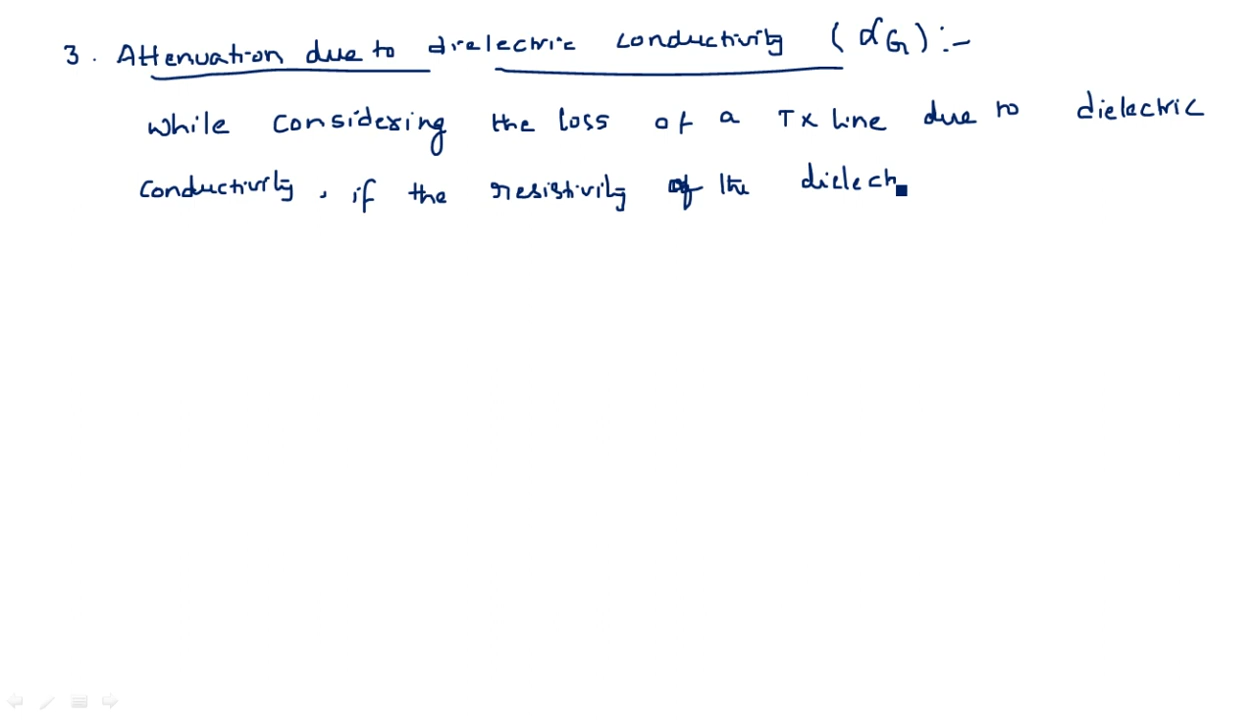 3. Attenuation due to dielectric conductivity (αG):-
While considering the loss of a Tx line due to dielectric
conductivity, if the resistivity of the dielect